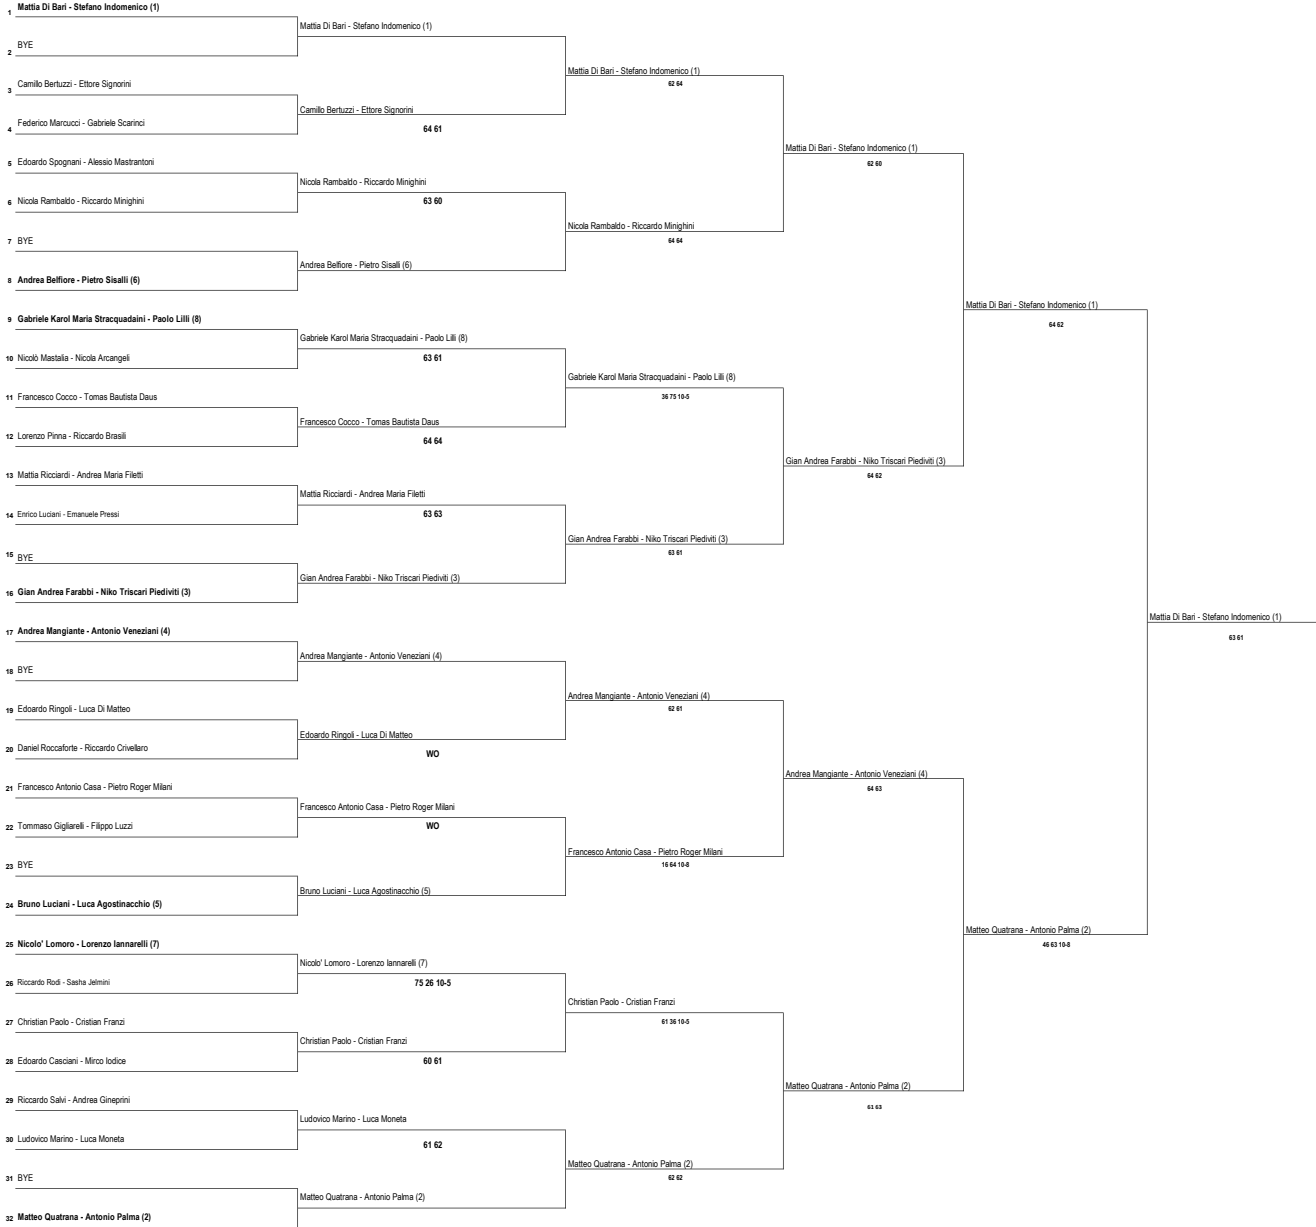 1 Mattia Di Bari - Stefano Indomenico (1)
2 BYE
3 Camillo Bertuzzi - Ettore Signorini
4 Federico Marcucci - Gabriele Scarinci
5 Edoardo Spognani - Alessio Mastrantoni
6 Nicola Rambaldo - Riccardo Minighini
7 BYE
8 Andrea Belfiore - Pietro Sisalli (6)
9 Gabriele Karol Maria Stracquadaini - Paolo Lilli (8)
10 Nicolò Mastalia - Nicola Arcangeli
11 Francesco Cocco - Tomas Bautista Daus
12 Lorenzo Pinna - Riccardo Brasili
13 Mattia Ricciardi - Andrea Maria Filetti
14 Enrico Luciani - Emanuele Pressi
15 BYE
16 Gian Andrea Farabbi - Niko Triscari Piediviti (3)
17 Andrea Mangiante - Antonio Veneziani (4)
18 BYE
19 Edoardo Ringoli - Luca Di Matteo
20 Daniel Roccaforte - Riccardo Crivellaro
21 Francesco Antonio Casa - Pietro Roger Milani
22 Tommaso Gigliarelli - Filippo Luzzi
23 BYE
24 Bruno Luciani - Luca Agostinacchio (5)
25 Nicolo' Lomoro - Lorenzo Iannarelli (7)
26 Riccardo Rodi - Sasha Jelmini
27 Christian Paolo - Cristian Franzi
28 Edoardo Casciani - Mirco Iodice
29 Riccardo Salvi - Andrea Gineprini
30 Ludovico Marino - Luca Moneta
31 BYE
32 Matteo Quatrana - Antonio Palma (2)
Mattia Di Bari - Stefano Indomenico (1)
Camillo Bertuzzi - Ettore Signorini
64 61
Nicola Rambaldo - Riccardo Minighini
63 60
Andrea Belfiore - Pietro Sisalli (6)
Gabriele Karol Maria Stracquadaini - Paolo Lilli (8)
63 61
Francesco Cocco - Tomas Bautista Daus
64 64
Mattia Ricciardi - Andrea Maria Filetti
63 63
Gian Andrea Farabbi - Niko Triscari Piediviti (3)
Andrea Mangiante - Antonio Veneziani (4)
Edoardo Ringoli - Luca Di Matteo
WO
Francesco Antonio Casa - Pietro Roger Milani
WO
Bruno Luciani - Luca Agostinacchio (5)
Nicolo' Lomoro - Lorenzo Iannarelli (7)
75 26 10-5
Christian Paolo - Cristian Franzi
60 61
Ludovico Marino - Luca Moneta
61 62
Matteo Quatrana - Antonio Palma (2)
Mattia Di Bari - Stefano Indomenico (1)
62 64
Nicola Rambaldo - Riccardo Minighini
64 64
Gabriele Karol Maria Stracquadaini - Paolo Lilli (8)
36 75 10-5
Gian Andrea Farabbi - Niko Triscari Piediviti (3)
63 61
Andrea Mangiante - Antonio Veneziani (4)
62 61
Francesco Antonio Casa - Pietro Roger Milani
16 64 10-8
Christian Paolo - Cristian Franzi
61 36 10-5
Matteo Quatrana - Antonio Palma (2)
62 62
Mattia Di Bari - Stefano Indomenico (1)
62 60
Gian Andrea Farabbi - Niko Triscari Piediviti (3)
64 62
Andrea Mangiante - Antonio Veneziani (4)
64 63
Matteo Quatrana - Antonio Palma (2)
61 63
Mattia Di Bari - Stefano Indomenico (1)
64 62
Matteo Quatrana - Antonio Palma (2)
46 63 10-8
Mattia Di Bari - Stefano Indomenico (1)
63 61